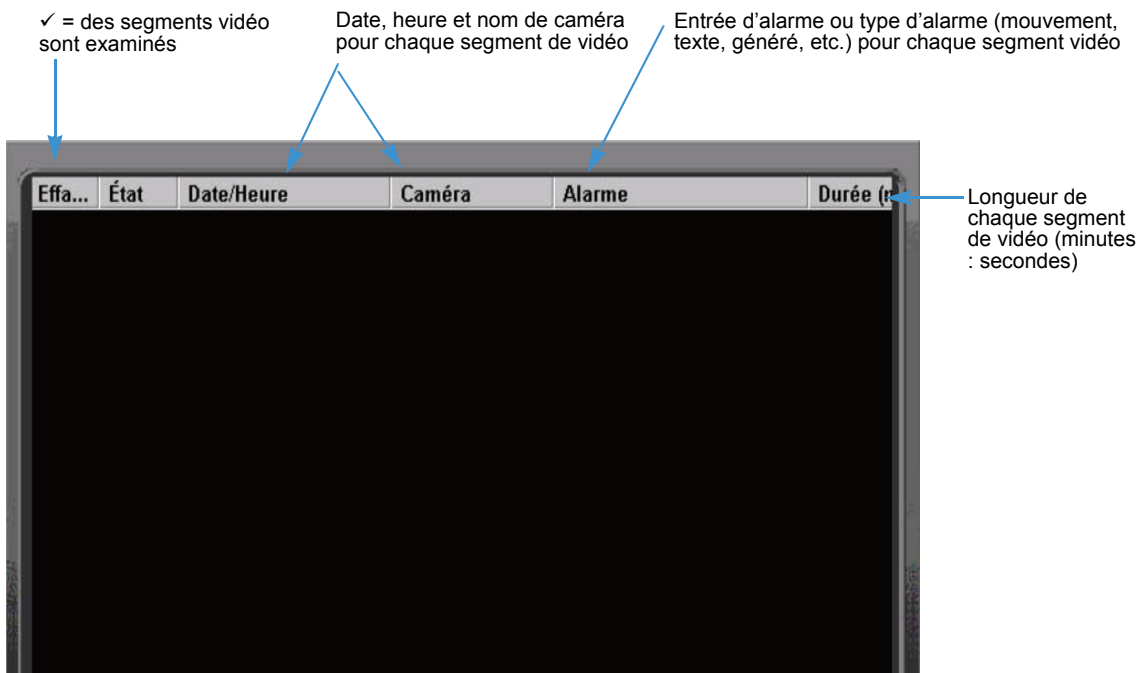 ✓ = des segments vidéo
sont examinés
Date, heure et nom de caméra
pour chaque segment de vidéo
Entrée d’alarme ou type d’alarme (mouvement,
texte, généré, etc.) pour chaque segment vidéo
Effa... État Date/Heure Caméra Alarme Durée (
Longueur de
chaque segment
de vidéo (minutes
: secondes)